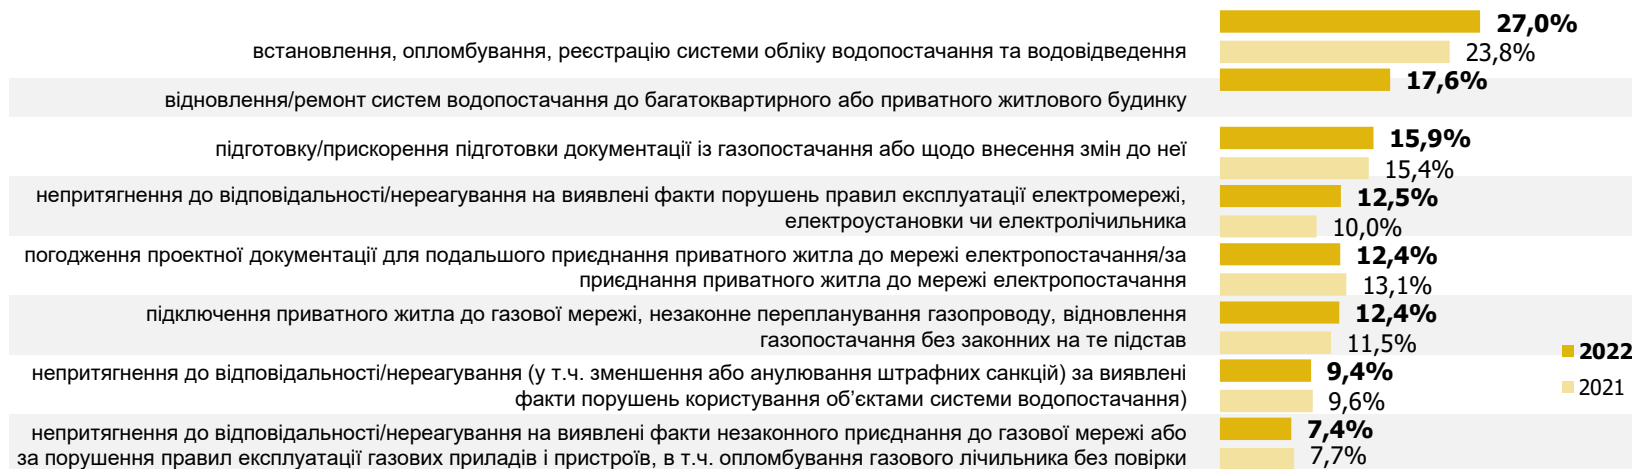 27,0%
встановлення, опломбування, реєстрацію системи обліку водопостачання та водовідведення
23,8%
17,6%
відновлення/ремонт систем водопостачання до багатоквартирного або приватного житлового будинку
15,9%
підготовку/прискорення підготовки документації із газопостачання або щодо внесення змін до неї
15,4%
непритягнення до відповідальності/нереагування на виявлені факти порушень правил експлуатації електромережі,
12,5%
електроустановки чи електролічильника
10,0%
погодження проектної документації для подальшого приєднання приватного житла до мережі електропостачання/за
12,4%
приєднання приватного житла до мережі електропостачання
13,1%
підключення приватного житла до газової мережі, незаконне перепланування газопроводу, відновлення
12,4%
газопостачання без законних на те підстав
11,5%
2022
непритягнення до відповідальності/нереагування (у т.ч. зменшення або анулювання штрафних санкцій) за виявлені
9,4%
факти порушень користування об’єктами системи водопостачання)
9,6%
2021
непритягнення до відповідальності/нереагування на виявлені факти незаконного приєднання до газової мережі або
7,4%
за порушення правил експлуатації газових приладів і пристроїв, в т.ч. опломбування газового лічильника без повірки
7,7%